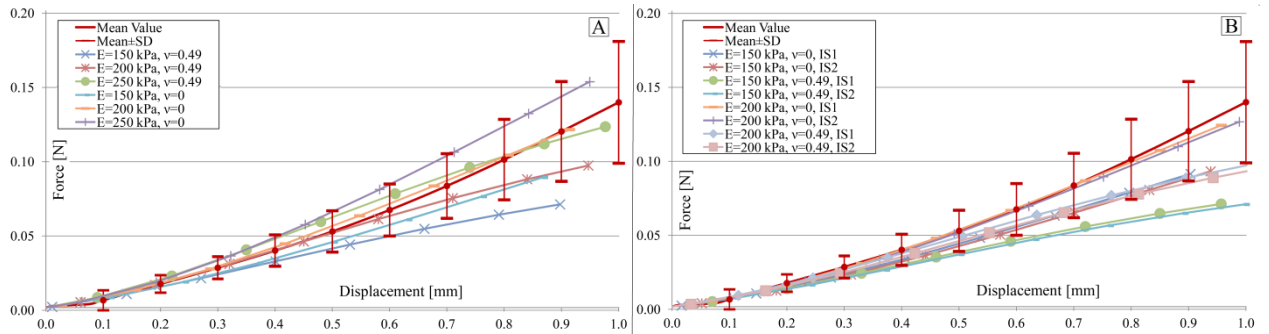 0.20
0.15
0.10
0.05
0.00
Force [N]
A
Mean Value
Mean±SD
E=150 kPa, ν=0.49
E=200 kPa, ν=0.49
E=250 kPa, ν=0.49
E=150 kPa, ν=0
E=200 kPa, ν=0
E=250 kPa, ν=0
Displacement [mm]
0.0 0.1 0.2 0.3 0.4 0.5 0.6 0.7 0.8 0.9 1.0
0.20
0.15
0.10
0.05
0.00
Force [N]
B
Mean Value
Mean±SD
E=150 kPa, ν=0, IS1
E=150 kPa, ν=0, IS2
E=150 kPa, ν=0.49, IS1
E=150 kPa, ν=0.49, IS2
E=200 kPa, ν=0, IS1
E=200 kPa, ν=0, IS2
E=200 kPa, ν=0.49, IS1
E=200 kPa, ν=0.49, IS2
Displacement [mm]
0.0 0.1 0.2 0.3 0.4 0.5 0.6 0.7 0.8 0.9 1.0